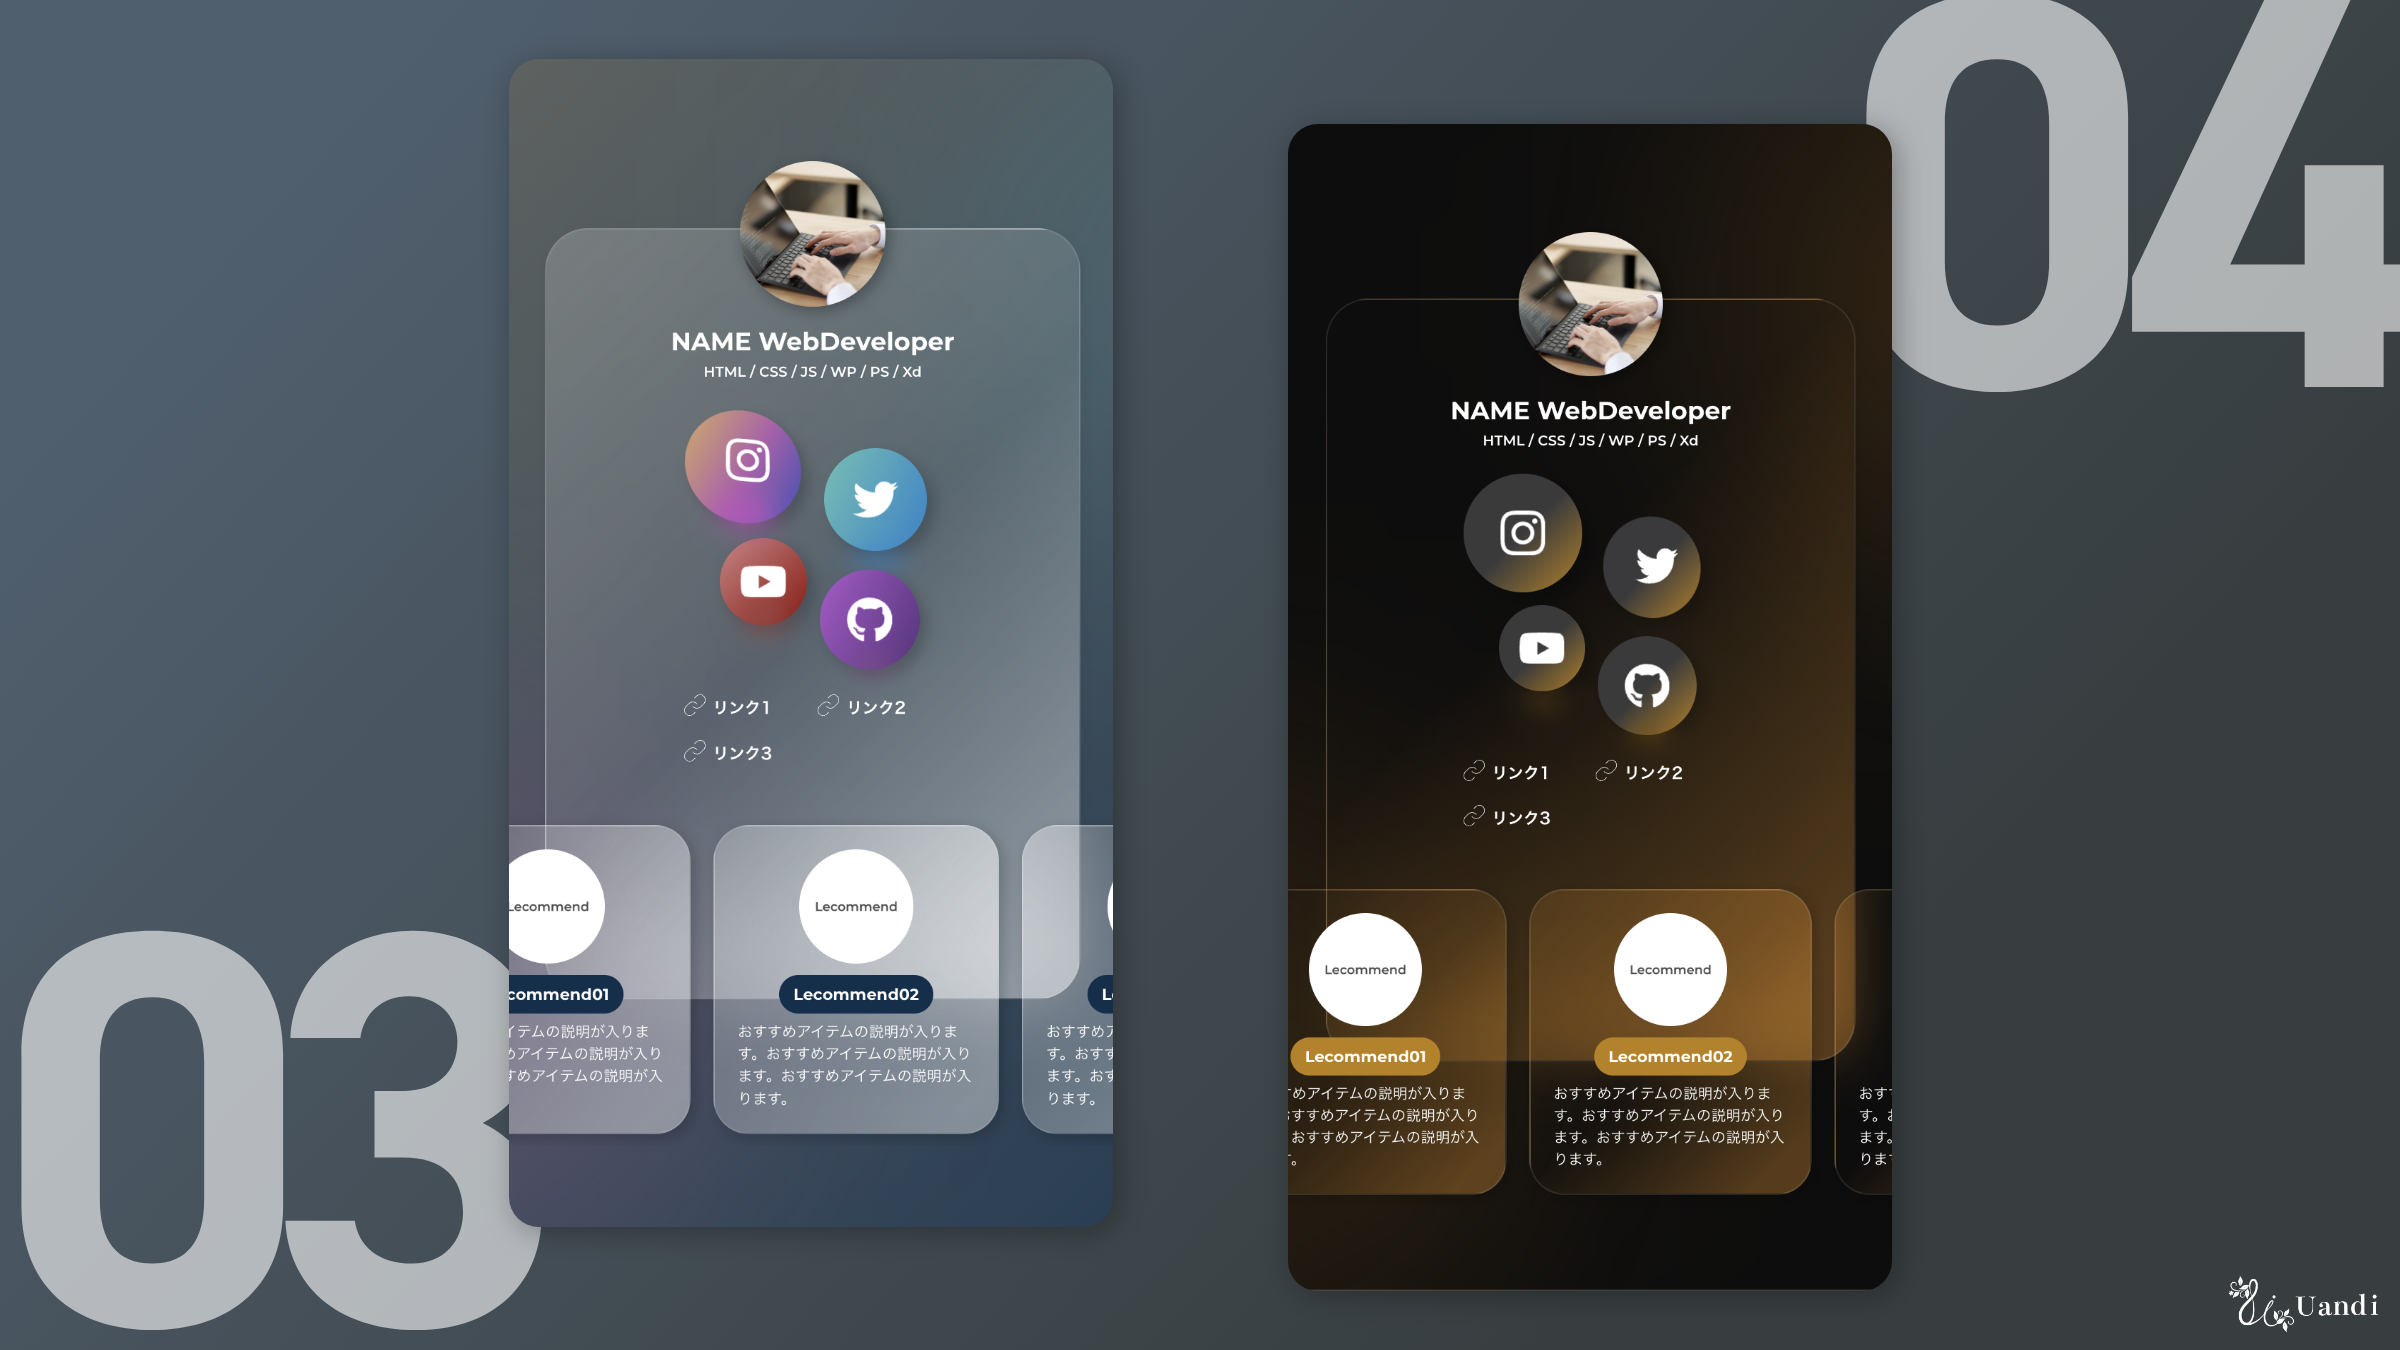 03
NAME WebDeveloper
HTML / CSS / JS / WP / PS / Xd
リンク1
リンク2
リンク3
Lecommend
commend01
イテムの説明が入りま
めアイテムの説明が入り
すめアイテムの説明が入
Lecommend
Lecommend02
おすすめアイテムの説明が入りま
す。おすすめアイテムの説明が入り
ます。おすすめアイテムの説明が入
ります。
おすすめ
す。おすす
ます。おす
ります。
04
NAME WebDeveloper
HTML / CSS / JS / WP / PS / Xd
リンク1
リンク2
リンク3
Lecommend
Lecommend01
めアイテムの説明が入りま
すすめアイテムの説明が入り
おすすめアイテムの説明が入
。
Lecommend
Lecommend02
おすすめアイテムの説明が入りま
す。おすすめアイテムの説明が入り
ます。おすすめアイテムの説明が入
ります。
おす
す。
ます。
りま
Uandi